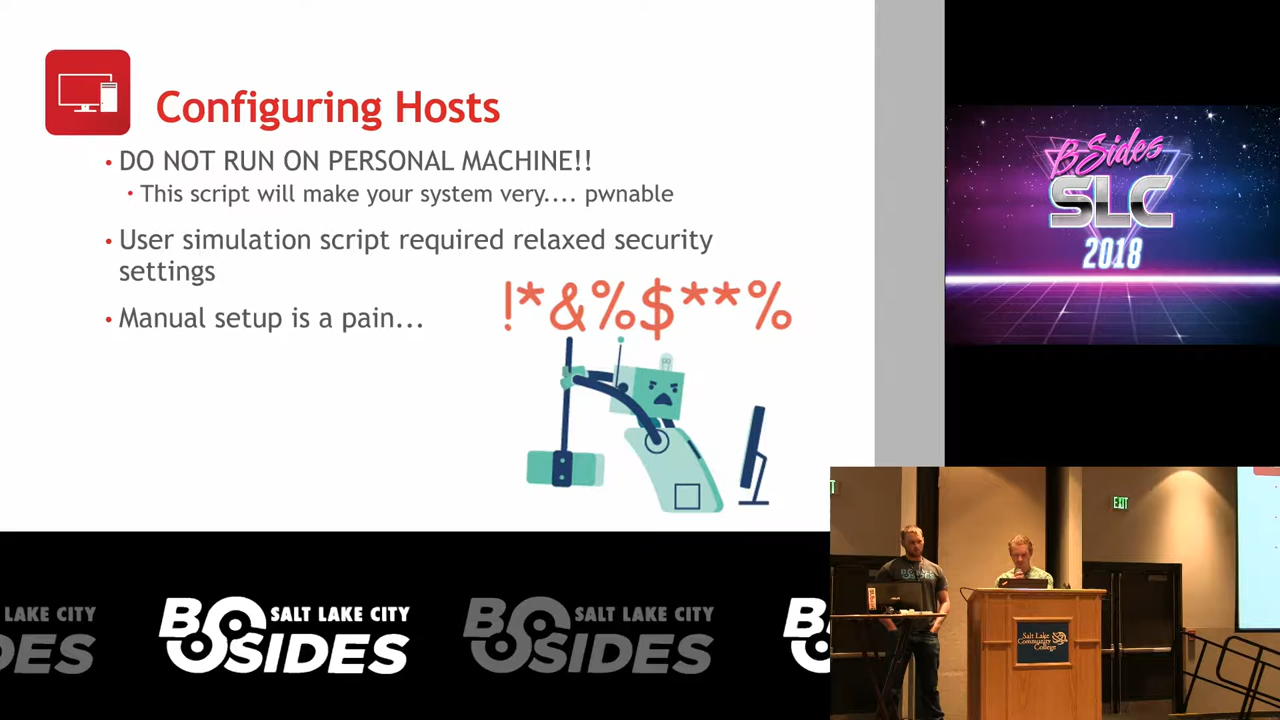 Configuring Hosts
• DO NOT RUN ON PERSONAL MACHINE!!
• This script will make your system very.... pwnable
• User simulation script required relaxed security
settings
• Manual setup is a pain...
!*&%$**%
B.Sides
SLC
2018
LAKE CITY
DES
BSIDES
SALT LAKE CITY
BSIDES
SALT LAKE CITY
B
EXIT
Salt Lake
Community
College